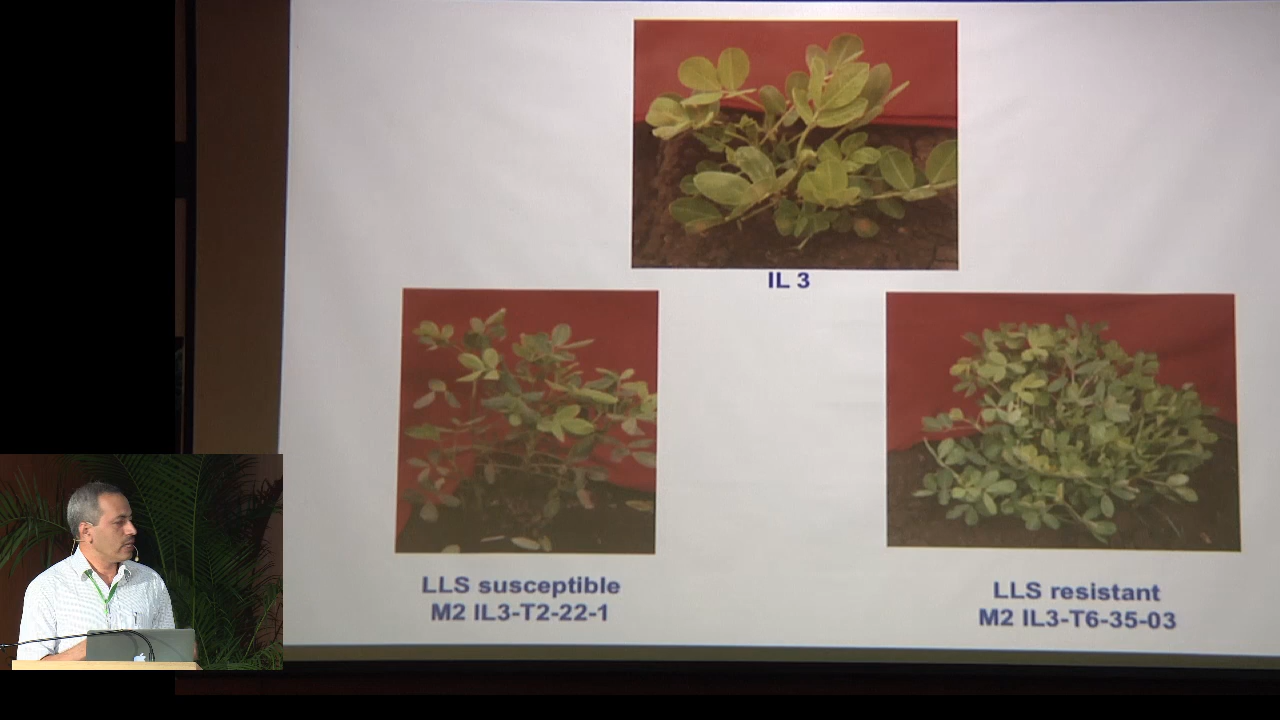 IL 3
LLS susceptible
M2 IL3-T2-22-1
LLS resistant
M2 IL3-T6-35-03